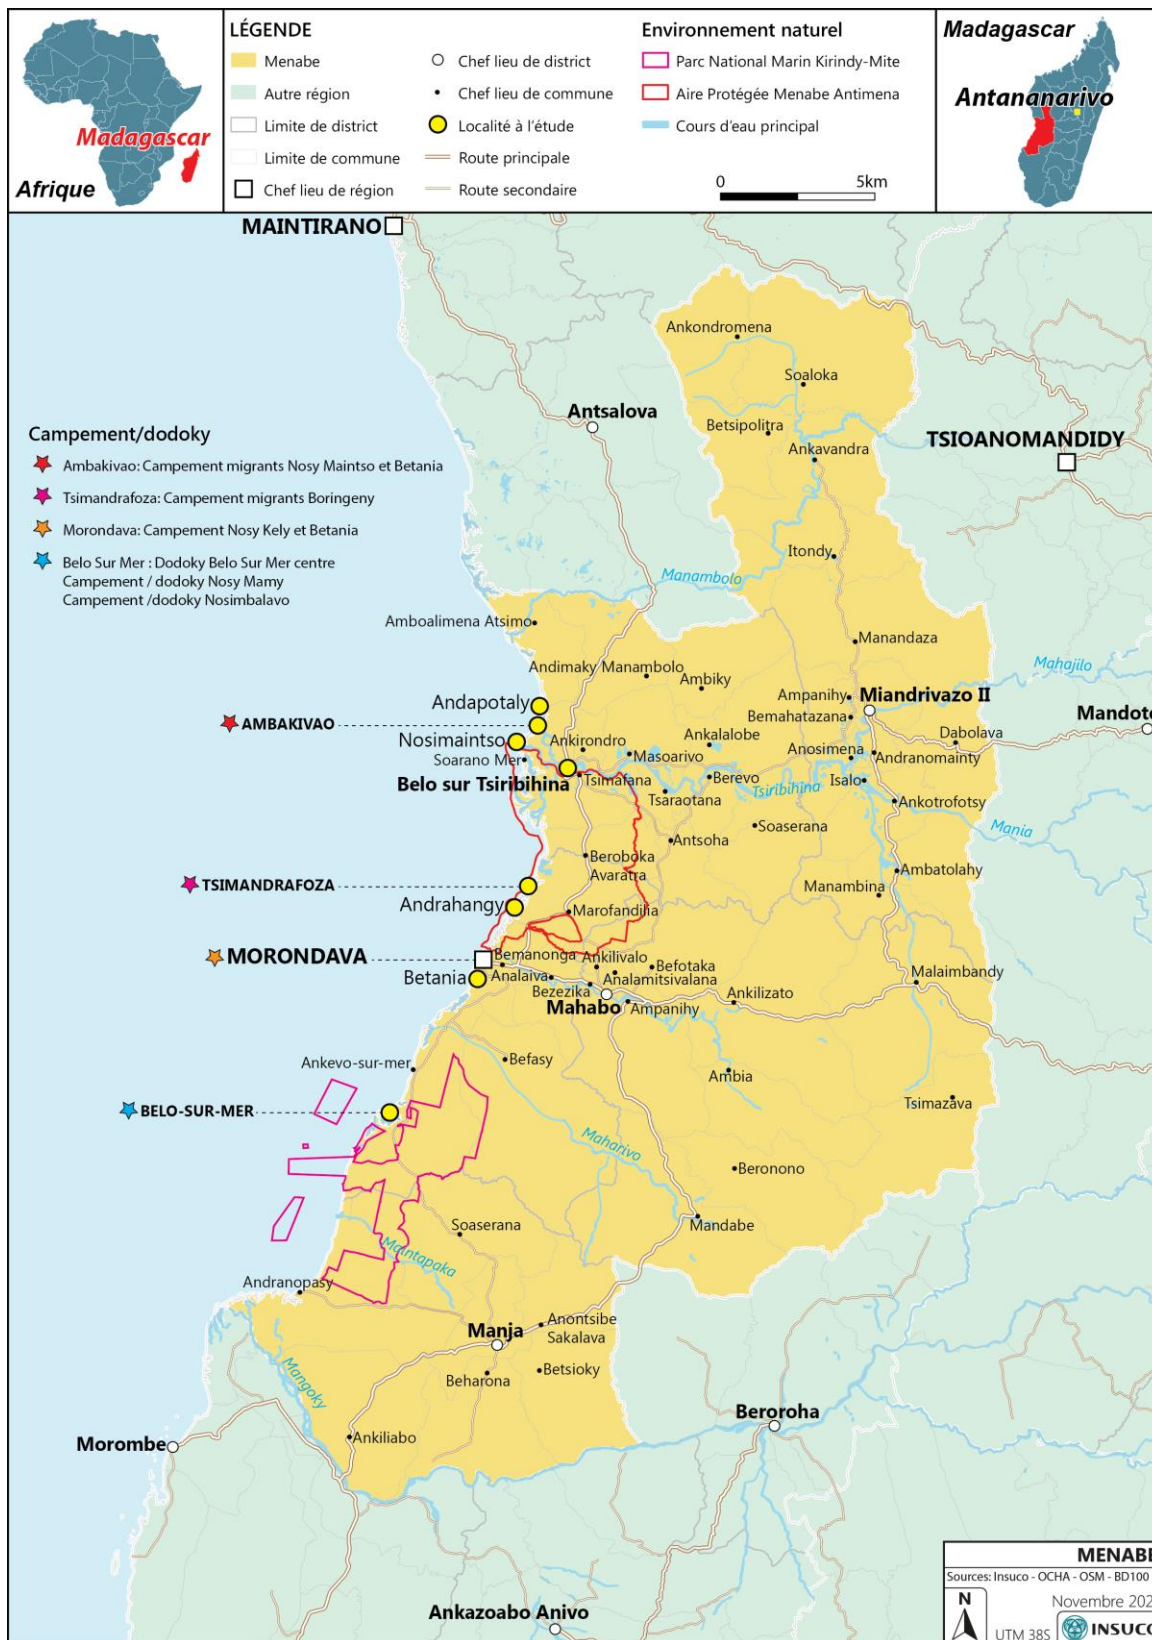 Madagascar
Afrique
LÉGENDE
Menabe
Autre région
Limite de district
Limite de commune
Chef lieu de région
Chef lieu de district
Chef lieu de commune
Localité à l'étude
Route principale
Route secondaire
Environnement naturel
Parc National Marin Kirindy-Mite
Aire Protégée Menabe Antimena
Cours d'eau principal
0 5km
Madagascar
Antananarivo
MAINTIRANO
Ankondromena
Soaloka
Antsalova
Betsipolitra
Campement/dodoky
TSIOANOMANDIDY
Ankavandra
Ambakivao: Campement migrants Nosy Maintso et Betania
Tsimandrafoza: Campement migrants Boringeny
Morondava: Campement Nosy Kely et Betania
Belo Sur Mer : Dodoky Belo Sur Mer centre
Campement / dodoky Nosy Mamy
Campement /dodoky Nosimbalavo
Itondy
Manambolo
Amboalimena Atsimo
Manandaza
Andimaky Manambolo
Mahajilo
Ambiky
Ampanihy
Miandrivazo II
Andapotaly
Bemahatazana
Mandoto
AMBAKIVAO
Nosimaintso
Ankirondro
Ankalalobe
Dabolava
Soarano Mer
Masoarivo
Anosimena
Andranomainty
Belo sur Tsiribihina
Tsimafana
Berevo
Tsiribihina
Isalo
Tsaraotana
Ankotrofotsy
Soaserana
Mania
Antsoha
Beroboka
Avaratra
Ambatolahy
TSIMANDRAFOZA
Manambina
Andrahangy
Marofandilia
MORONDAVA
Bemanonga
Ankilivalo
Befotaka
Betania
Analaiva
Analamitsivalana
Malaimbandy
Bezezika
Mahabo
Ampanihy
Ankilizato
Ankevo-sur-mer
Befasy
Ambia
Tsimazava
BELO-SUR-MER
Maharivo
Beronono
Mandabe
Soaserana
Maintapaka
Andranopasy
Anontsibe
Sakalava
Manja
Mangoky
Beharona
Betsioky
Beroroha
Morombe
Ankiliabo
MENABE
Sources: Insuco - OCHA - OSM - BD100
N
Novembre 202
UTM 38S
INSUCO
Ankazoabo Anivo